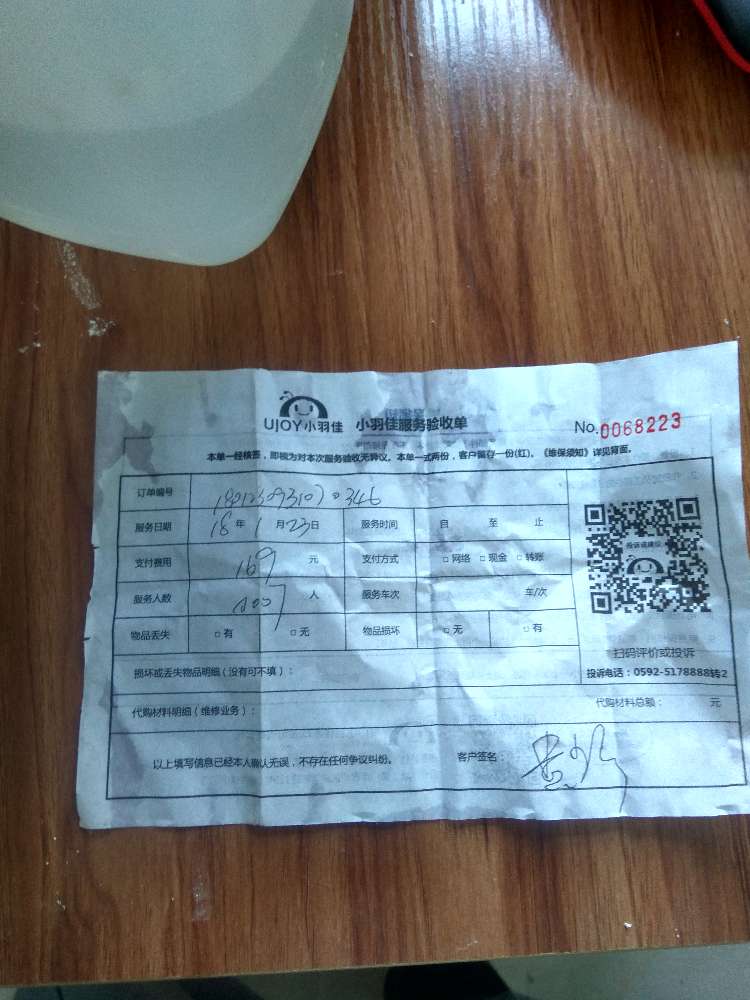 UJOY小羽佳 小羽佳服务验收单 No.0068223
本单一经核签，即视为对本次服务验收无异议。本单一式两份，客户留存一份(红)。《维保须知》详见背面。
订单编号
服务日期 18年1月23日 服务时间 自 至 止
支付费用 169 元 支付方式 □网络 □现金 □转账
服务人数 人 服务车次 车/次
物品丢失 □有 □无 物品损坏 □无 □有
投诉或建议
扫码评价或投诉
投诉电话：0592-5178888转2
损坏或丢失物品明细（没有可不填）：
代购材料明细（维修业务）： 代购材料总额： 元
以上填写信息已经本人确认无误，不存在任何争议纠纷。 客户签名：